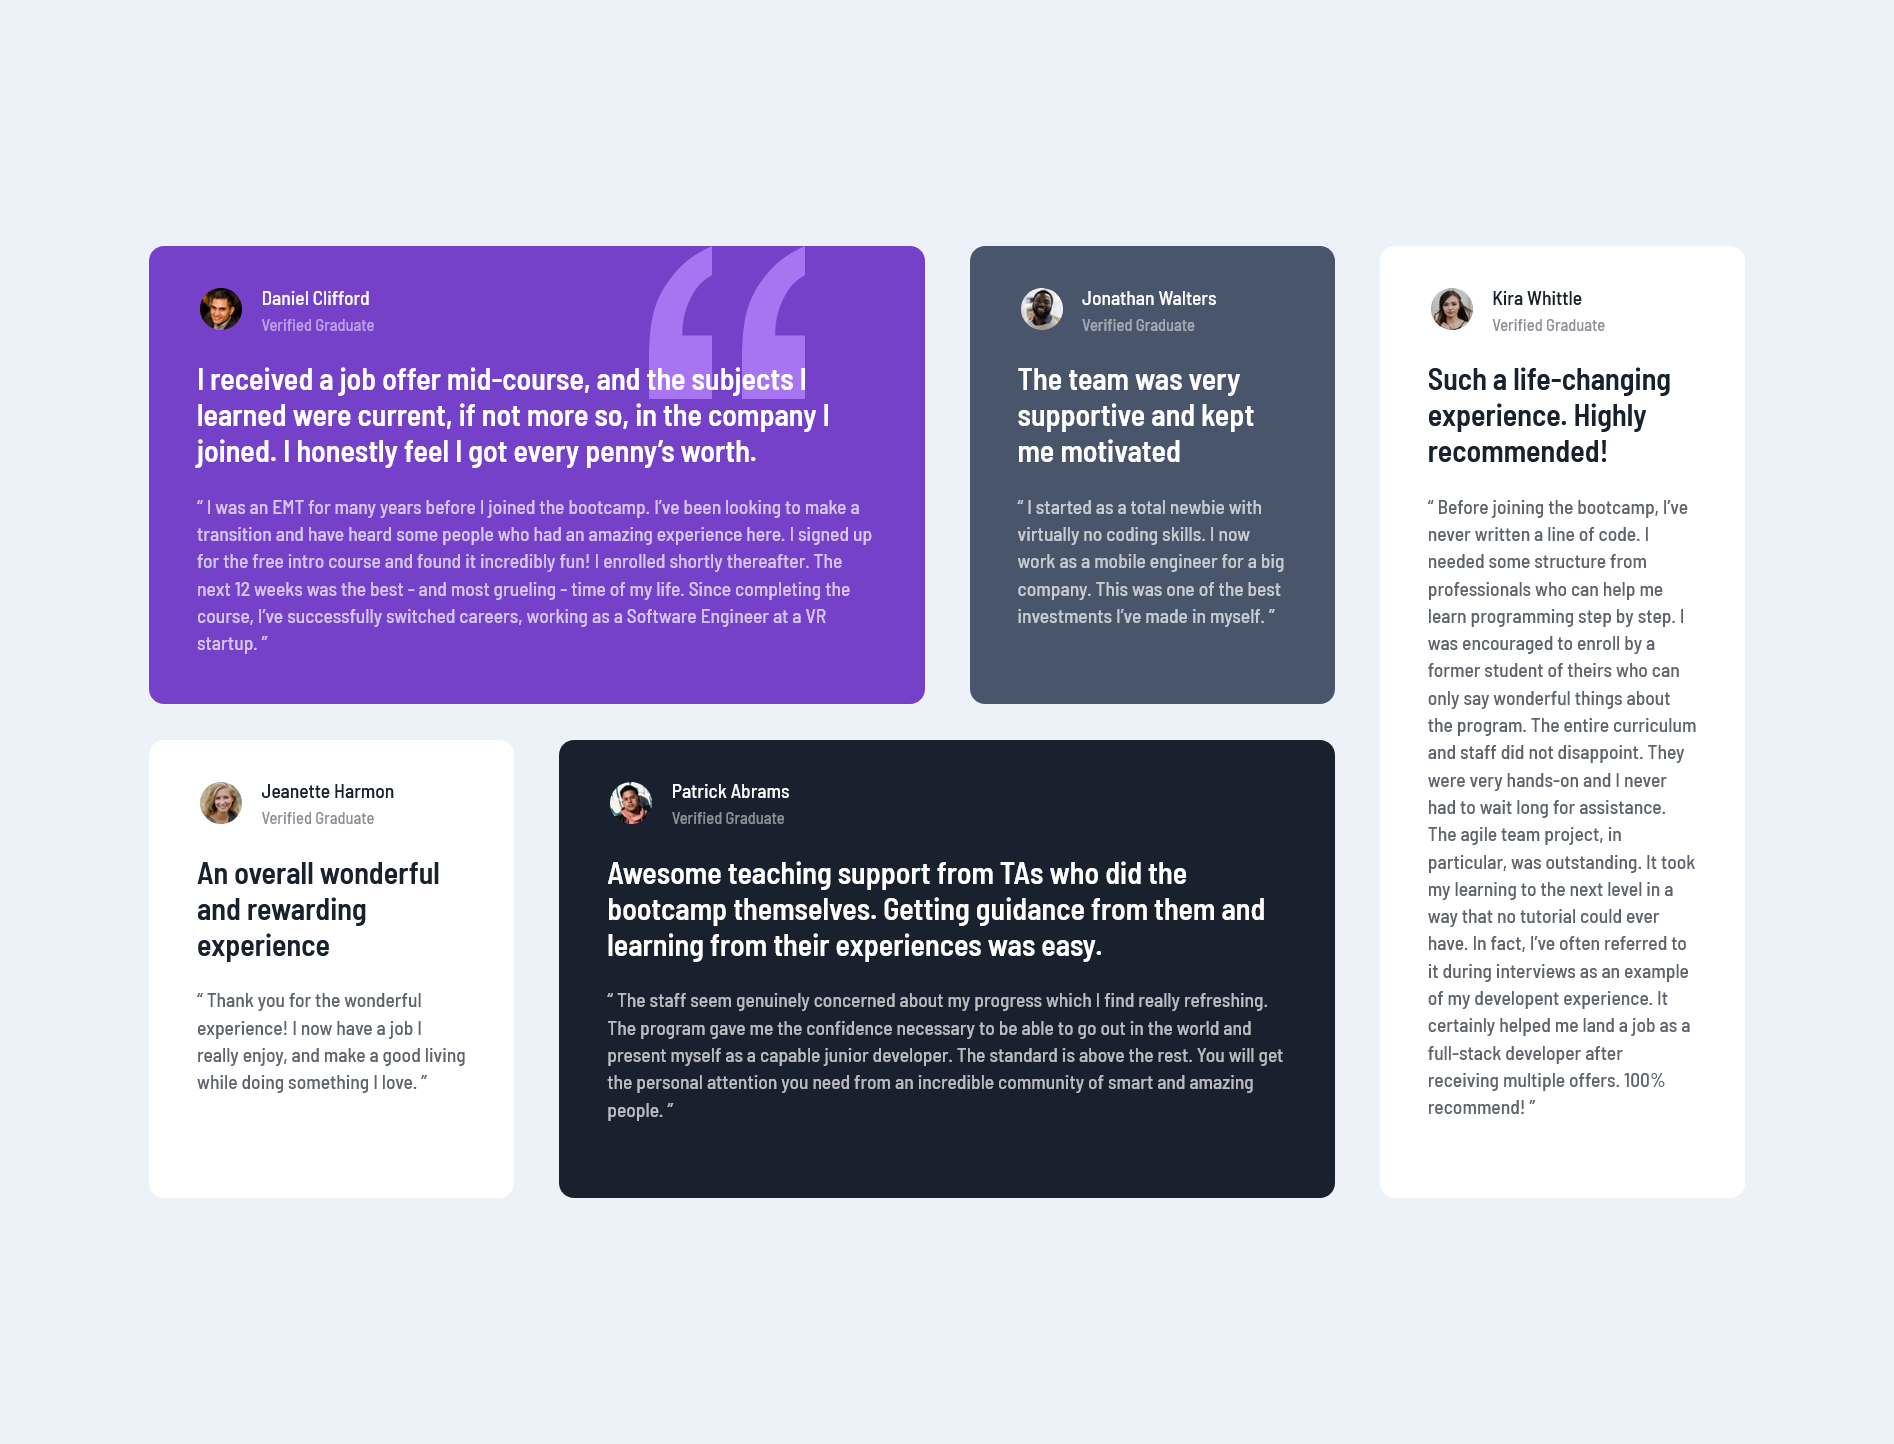 Daniel Clifford
Verified Graduate
I received a job offer mid-course, and the subjects I
learned were current, if not more so, in the company I
joined. I honestly feel I got every penny’s worth.
“ I was an EMT for many years before I joined the bootcamp. I’ve been looking to make a
transition and have heard some people who had an amazing experience here. I signed up
for the free intro course and found it incredibly fun! I enrolled shortly thereafter. The
next 12 weeks was the best - and most grueling - time of my life. Since completing the
course, I’ve successfully switched careers, working as a Software Engineer at a VR
startup. ”
Jonathan Walters
Verified Graduate
The team was very
supportive and kept
me motivated
“ I started as a total newbie with
virtually no coding skills. I now
work as a mobile engineer for a big
company. This was one of the best
investments I’ve made in myself. ”
Kira Whittle
Verified Graduate
Such a life-changing
experience. Highly
recommended!
“ Before joining the bootcamp, I’ve
never written a line of code. I
needed some structure from
professionals who can help me
learn programming step by step. I
was encouraged to enroll by a
former student of theirs who can
only say wonderful things about
the program. The entire curriculum
and staff did not disappoint. They
were very hands-on and I never
had to wait long for assistance.
The agile team project, in
particular, was outstanding. It took
my learning to the next level in a
way that no tutorial could ever
have. In fact, I’ve often referred to
it during interviews as an example
of my developent experience. It
certainly helped me land a job as a
full-stack developer after
receiving multiple offers. 100%
recommend! ”
Jeanette Harmon
Verified Graduate
An overall wonderful
and rewarding
experience
“ Thank you for the wonderful
experience! I now have a job I
really enjoy, and make a good living
while doing something I love. ”
Patrick Abrams
Verified Graduate
Awesome teaching support from TAs who did the
bootcamp themselves. Getting guidance from them and
learning from their experiences was easy.
“ The staff seem genuinely concerned about my progress which I find really refreshing.
The program gave me the confidence necessary to be able to go out in the world and
present myself as a capable junior developer. The standard is above the rest. You will get
the personal attention you need from an incredible community of smart and amazing
people. ”